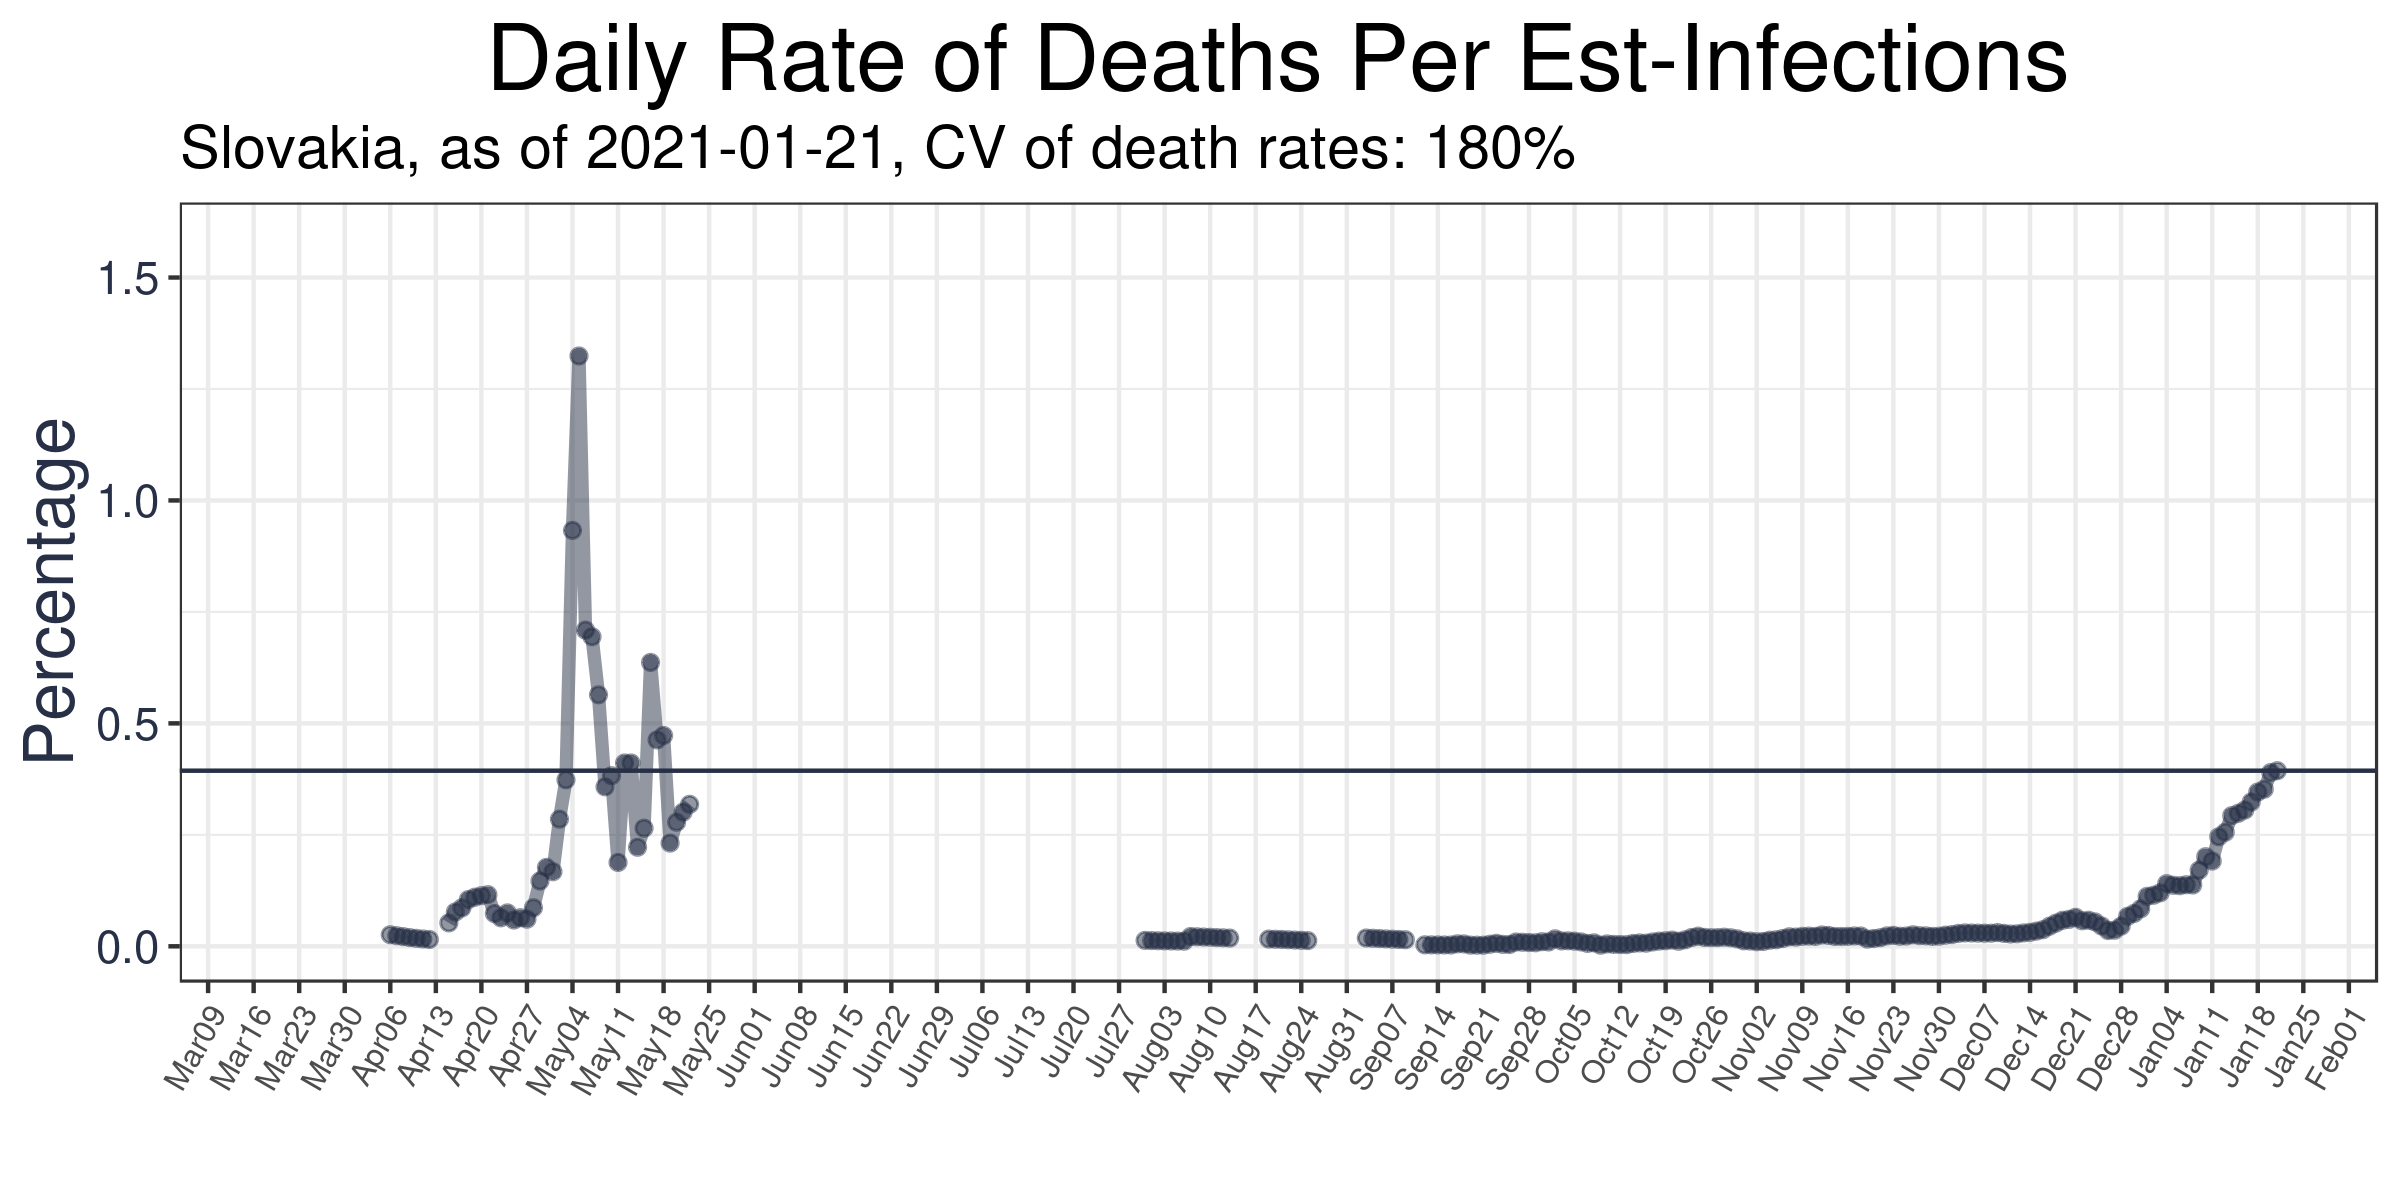 Daily Rate of Deaths Per Est-Infections
Slovakia, as of 2021-01-21, CV of death rates: 180%
Percentage
1.5
1.0
0.5
0.0
Mar09 Mar16 Mar23 Mar30 Apr06 Apr13 Apr20 Apr27 May04 May11 May18 May25 Jun01 Jun08 Jun15 Jun22 Jun29 Jul06 Jul13 Jul20 Jul27 Aug03 Aug10 Aug17 Aug24 Aug31 Sep07 Sep14 Sep21 Sep28 Oct05 Oct12 Oct19 Oct26 Nov02 Nov09 Nov16 Nov23 Nov30 Dec07 Dec14 Dec21 Dec28 Jan04 Jan11 Jan18 Jan25 Feb01